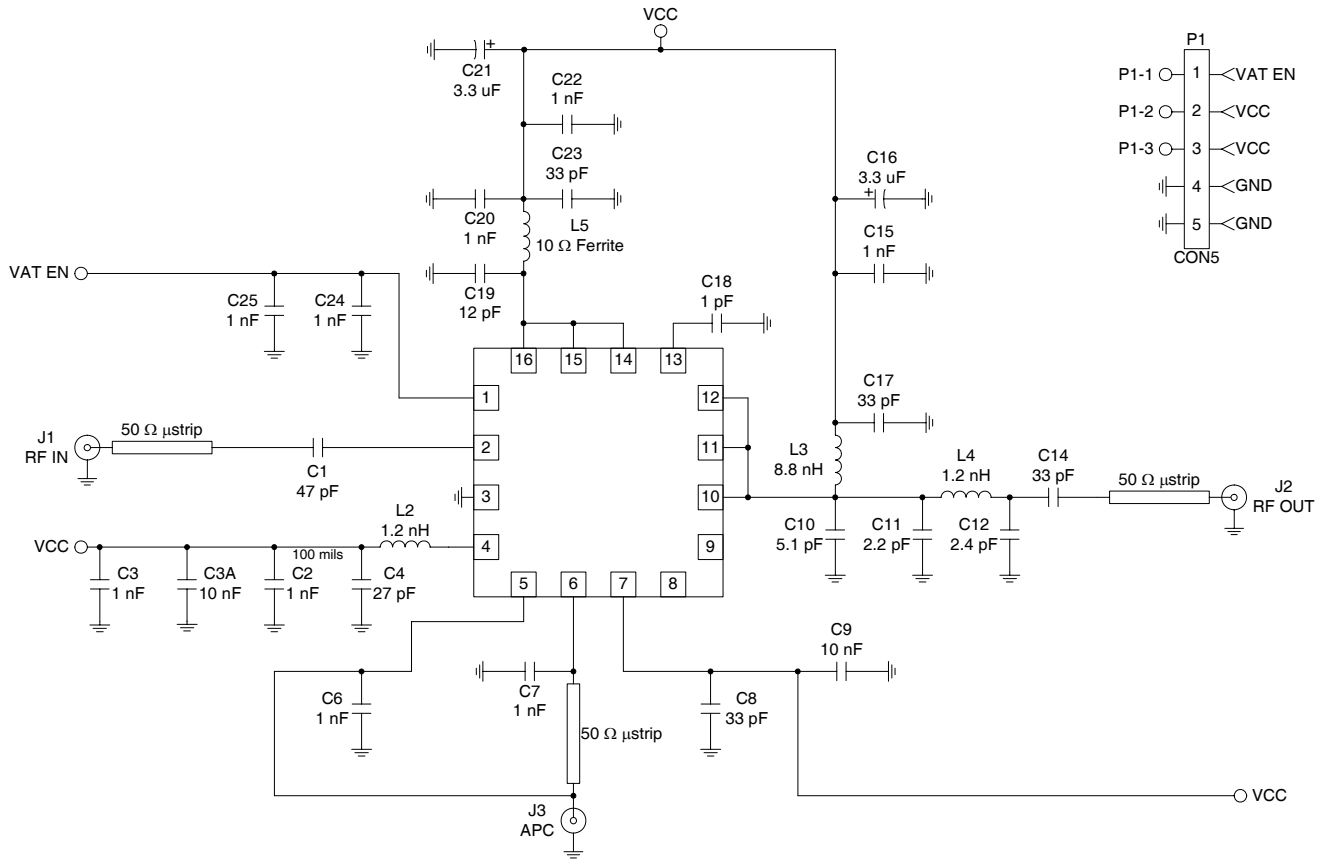 VCC
P1
C21
3.3 uF
+
C22
1 nF
P1-1
1
VAT EN
P1-2
2
VCC
P1-3
3
VCC
4
GND
5
GND
CON5
C23
33 pF
C16
3.3 uF
+
C20
1 nF
L5
10 Ω Ferrite
C15
1 nF
VAT EN
C25
1 nF
C24
1 nF
C19
12 pF
C18
1 pF
16
15
14
13
1
12
C17
33 pF
J1
RF IN
50 Ω μstrip
C1
47 pF
2
11
L3
8.8 nH
L4
1.2 nH
C14
33 pF
50 Ω μstrip
J2
RF OUT
3
10
C10
5.1 pF
C11
2.2 pF
C12
2.4 pF
VCC
L2
1.2 nH
100 mils
4
9
C3
1 nF
C3A
10 nF
C2
1 nF
C4
27 pF
5
6
7
8
C9
10 nF
C6
1 nF
C7
1 nF
C8
33 pF
50 Ω μstrip
J3
APC
VCC